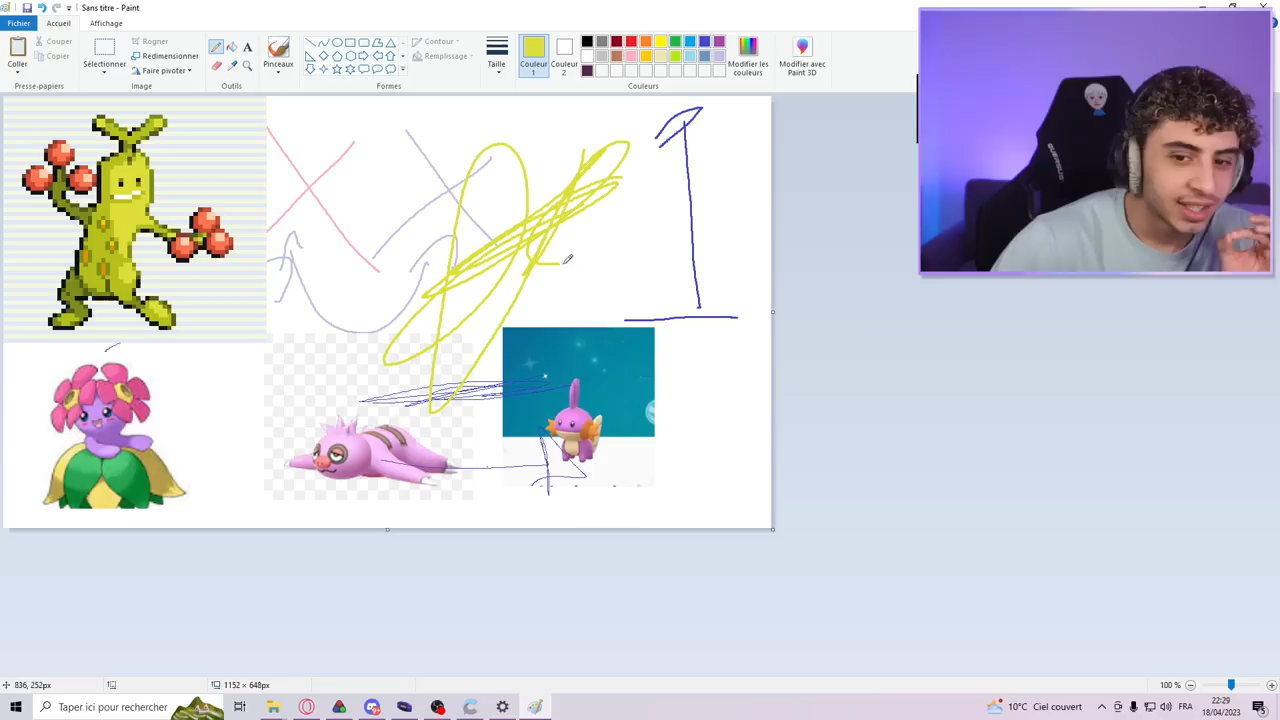 Sans titre - Paint
Fichier Accueil Affichage
Coller
Couper
Copier
Presse-papiers
Sélectionner
Rogner
Redimensionner
Faire pivoter
Image
A
Outils
Pinceaux
Contour
Remplissage
Formes
Taille
Couleur 1
Couleur 2
Modifier les couleurs
Couleurs
Modifier avec Paint 3D
1
836, 252px
1152 × 648px
100 %
Taper ici pour rechercher
10°C Ciel couvert
FRA
22:29
18/04/2023